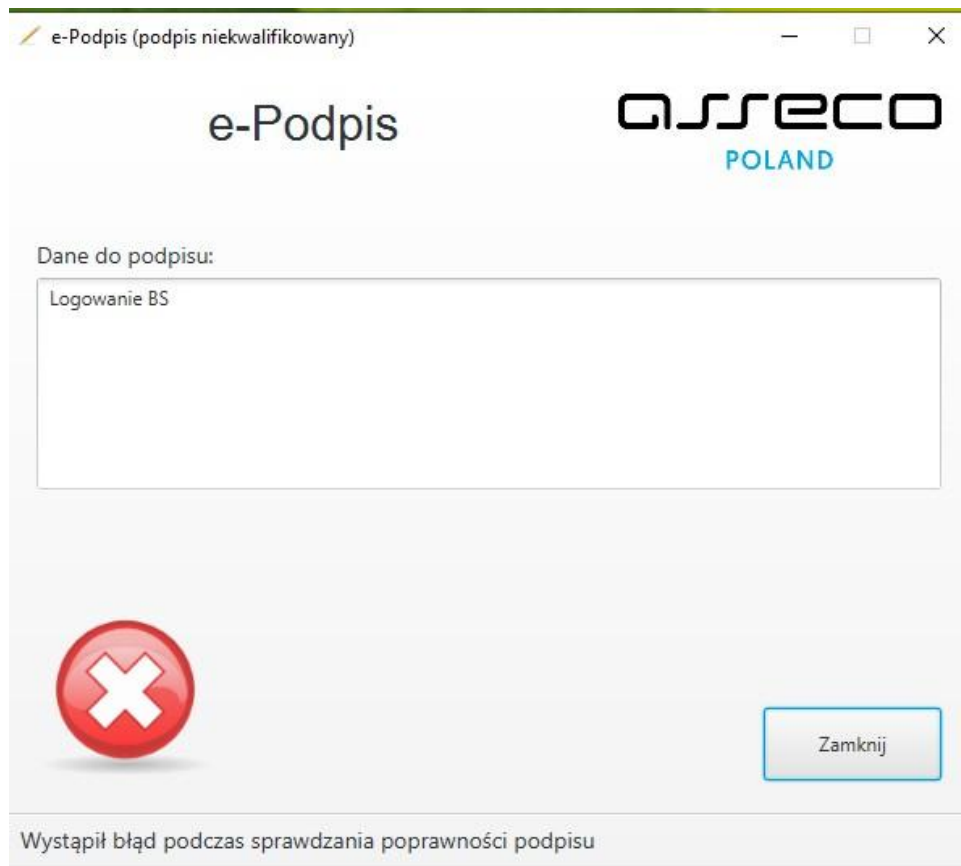 e-Podpis (podpis niekwalifikowany)
e-Podpis
asseco
POLAND
Dane do podpisu:
Logowanie BS
Zamknij
Wystąpił błąd podczas sprawdzania poprawności podpisu